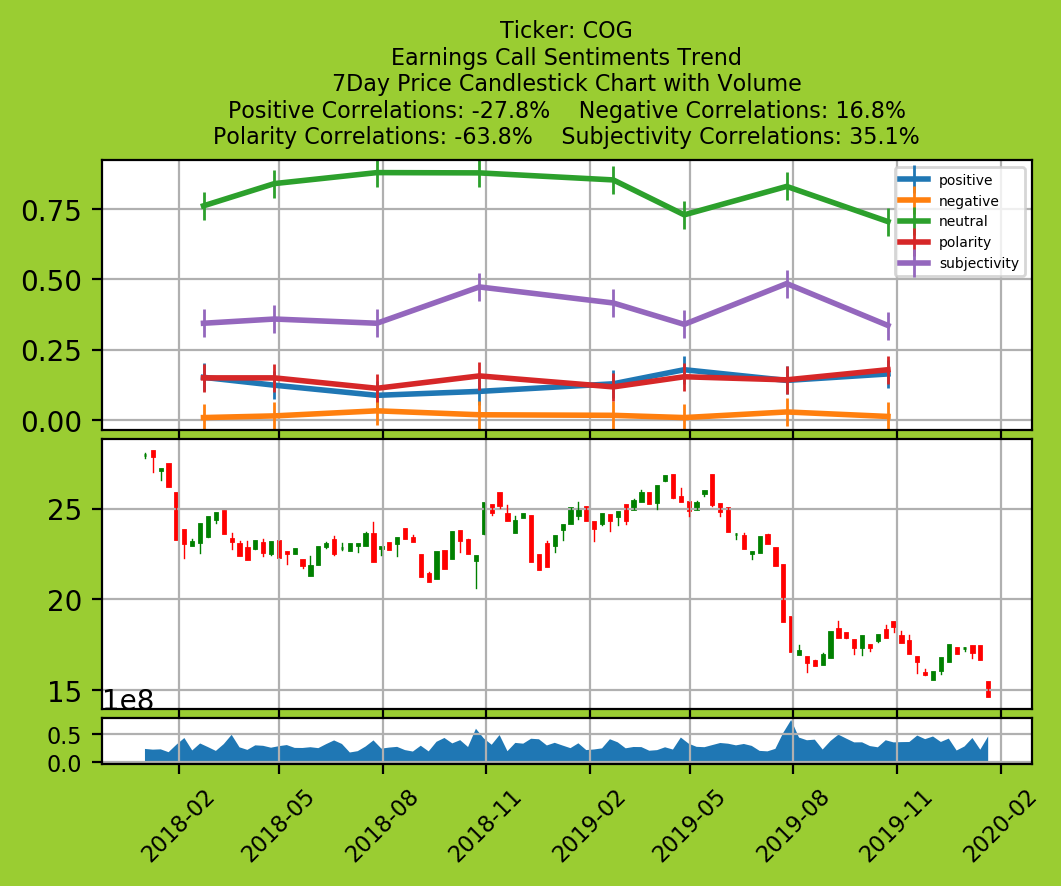 Ticker: COG
Earnings Call Sentiments Trend
7Day Price Candlestick Chart with Volume
Positive Correlations: -27.8%    Negative Correlations: 16.8%
Polarity Correlations: -63.8%    Subjectivity Correlations: 35.1%
positive
negative
neutral
polarity
subjectivity
0.75
0.50
0.25
0.00
25
20
15
1e8
0.5
0.0
2018-02
2018-05
2018-08
2018-11
2019-02
2019-05
2019-08
2019-11
2020-02